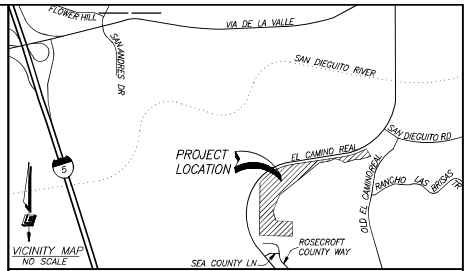 FLOWER HILL
VIA DE LA VALLE
SAN ANDRES DR
SAN DIEGUITO RIVER
5
PROJECT
LOCATION
EL CAMINO REAL
SAN DIEGUITO RD
OLD EL CAMINO REAL
RANCHO LAS BRISAS TR
ROSECROFT
COUNTY WAY
SEA COUNTY LN
VICINITY MAP
NO SCALE